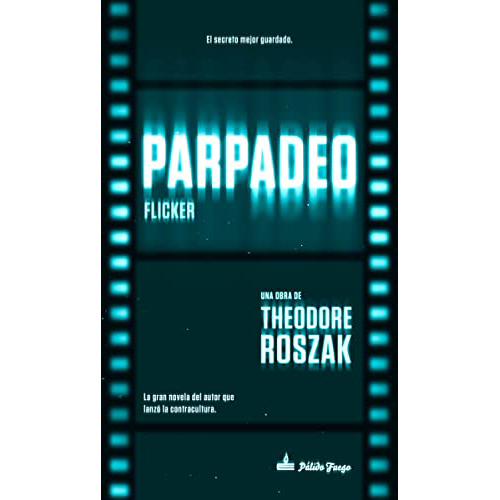 El secreto mejor guardado.
PARPADEO
FLICKER
UNA OBRA DE
THEODORE
ROSZAK
La gran novela del autor que
lanzó la contracultura.
Pálido Fuego